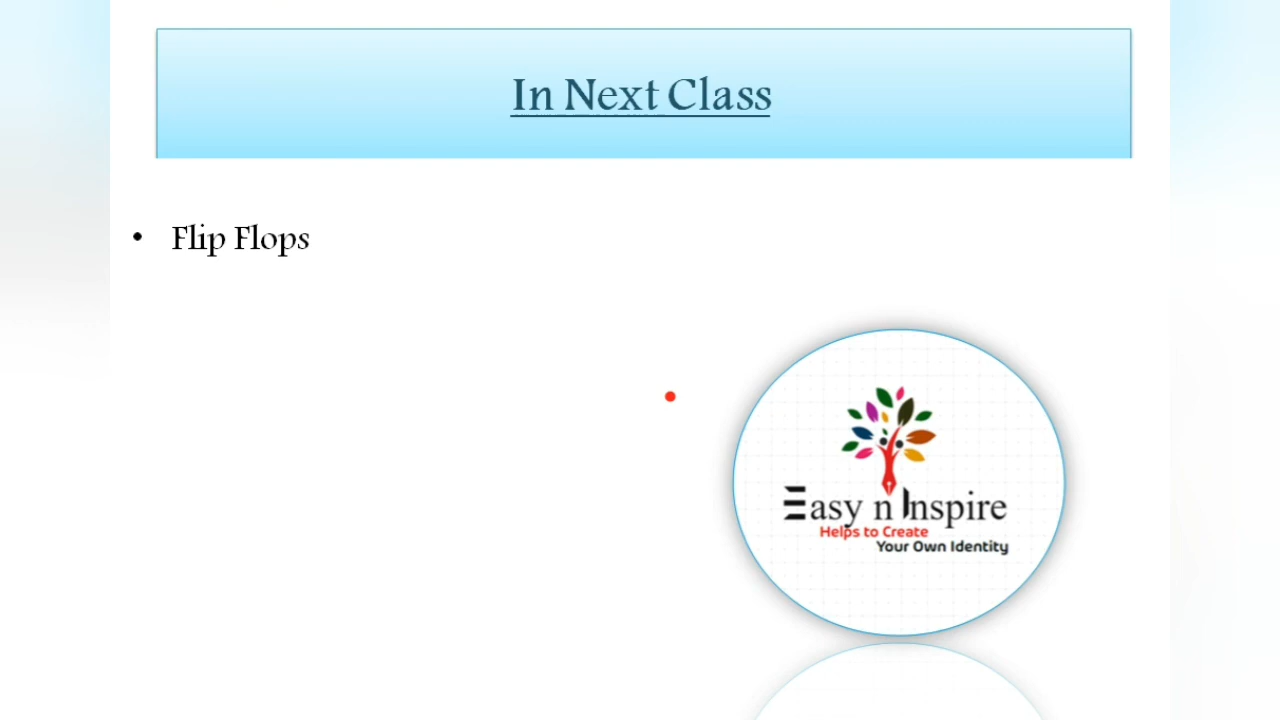 In Next Class
• Flip Flops
Easy n Inspire
Helps to Create
Your Own Identity